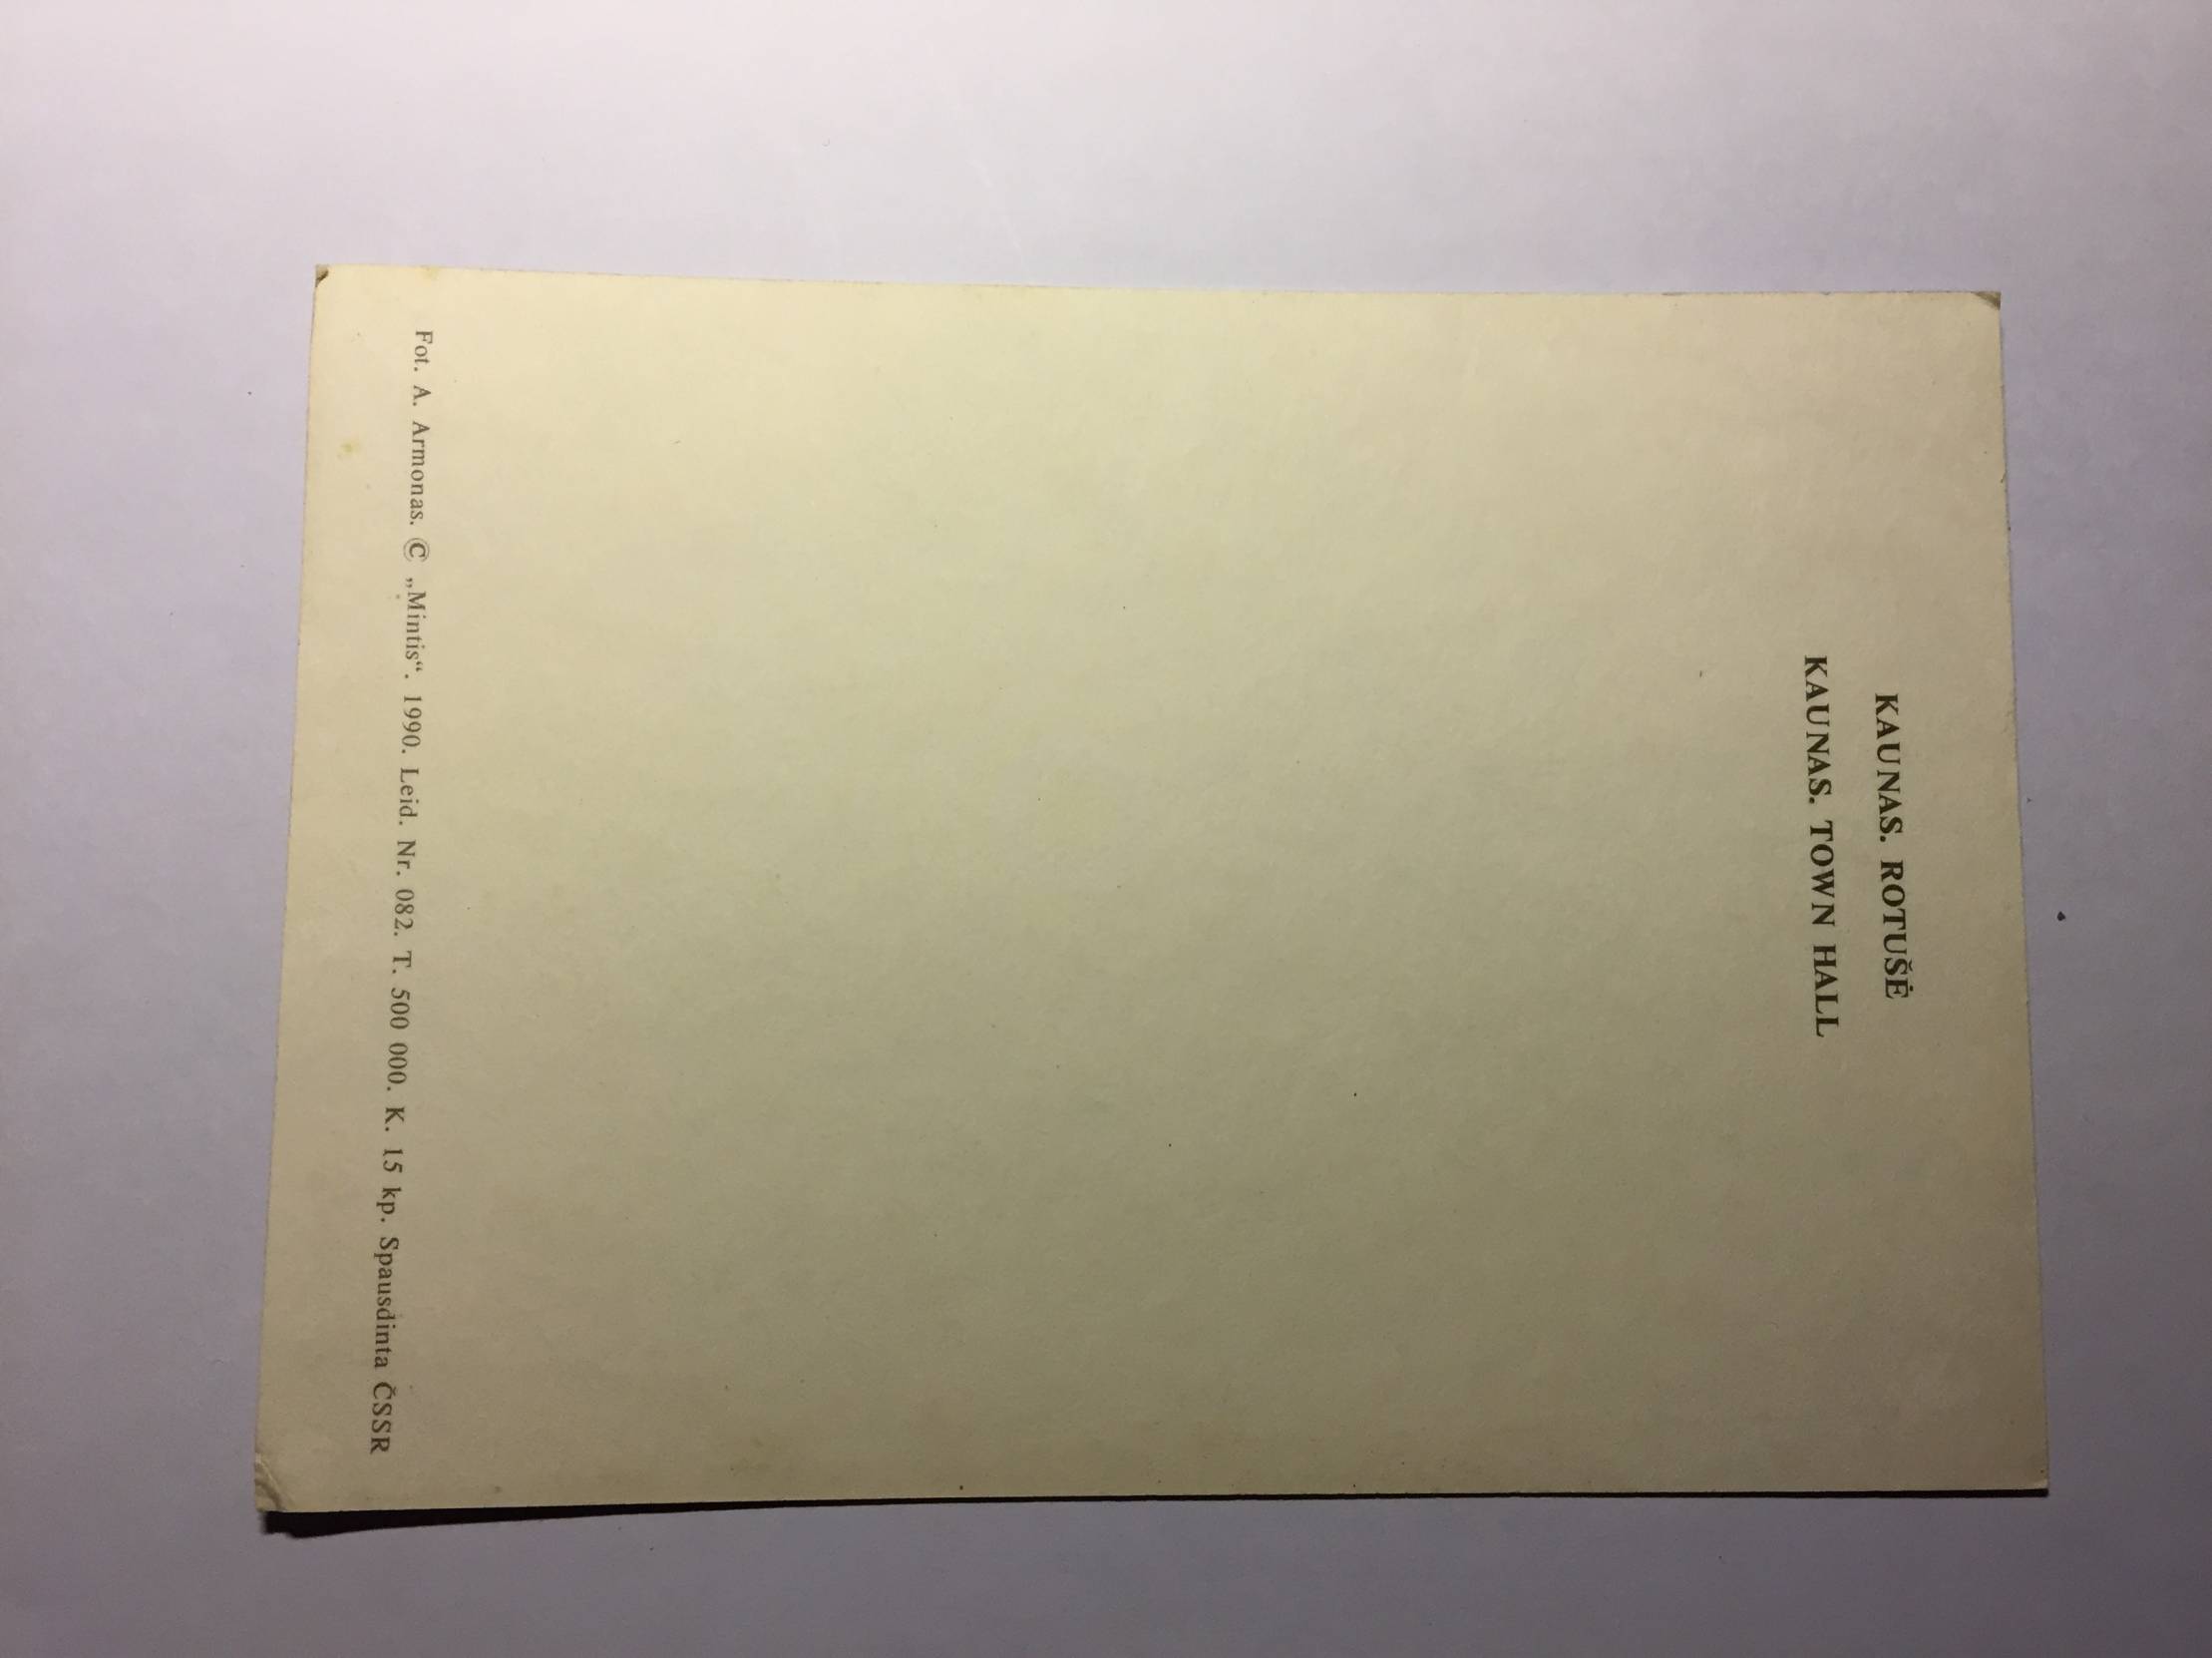 KAUNAS. ROTUŠĖ
KAUNAS. TOWN HALL
Fot. A. Armonas. © „Mintis“. 1990. Leid. Nr. 082. T. 500 000. K. 15 kp. Spausdinta ČSSR